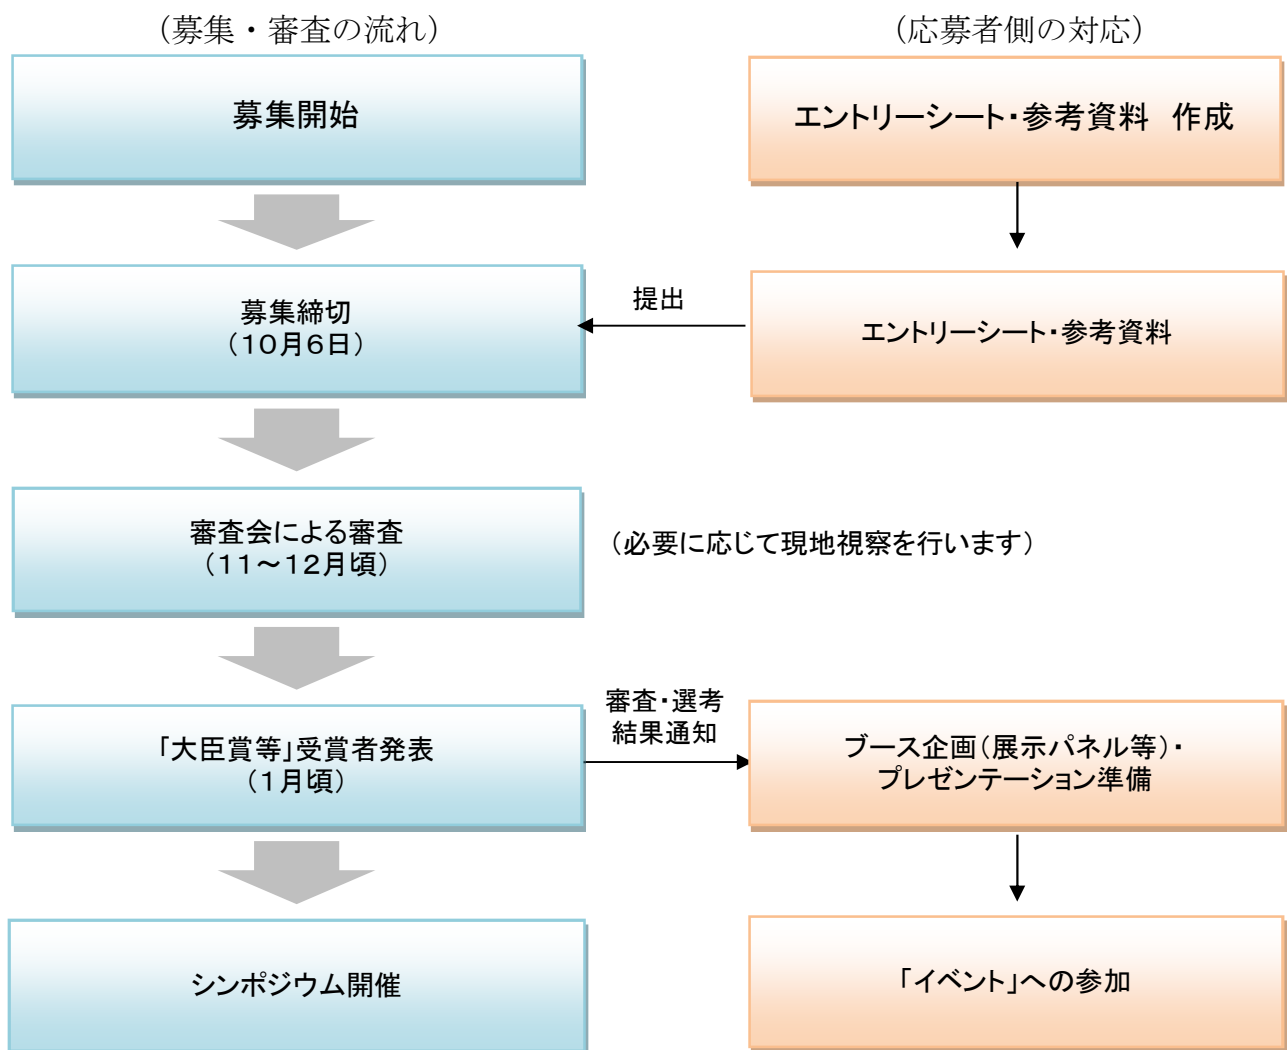 （募集・審査の流れ）
（応募者側の対応）
募集開始
エントリーシート・参考資料　作成
募集締切
（１０月６日）
提出
エントリーシート・参考資料
審査会による審査
（１１～１２月頃）
（必要に応じて現地視察を行います）
「大臣賞等」受賞者発表
（１月頃）
審査・選考
結果通知
ブース企画（展示パネル等）・
プレゼンテーション準備
シンポジウム開催
「イベント」への参加